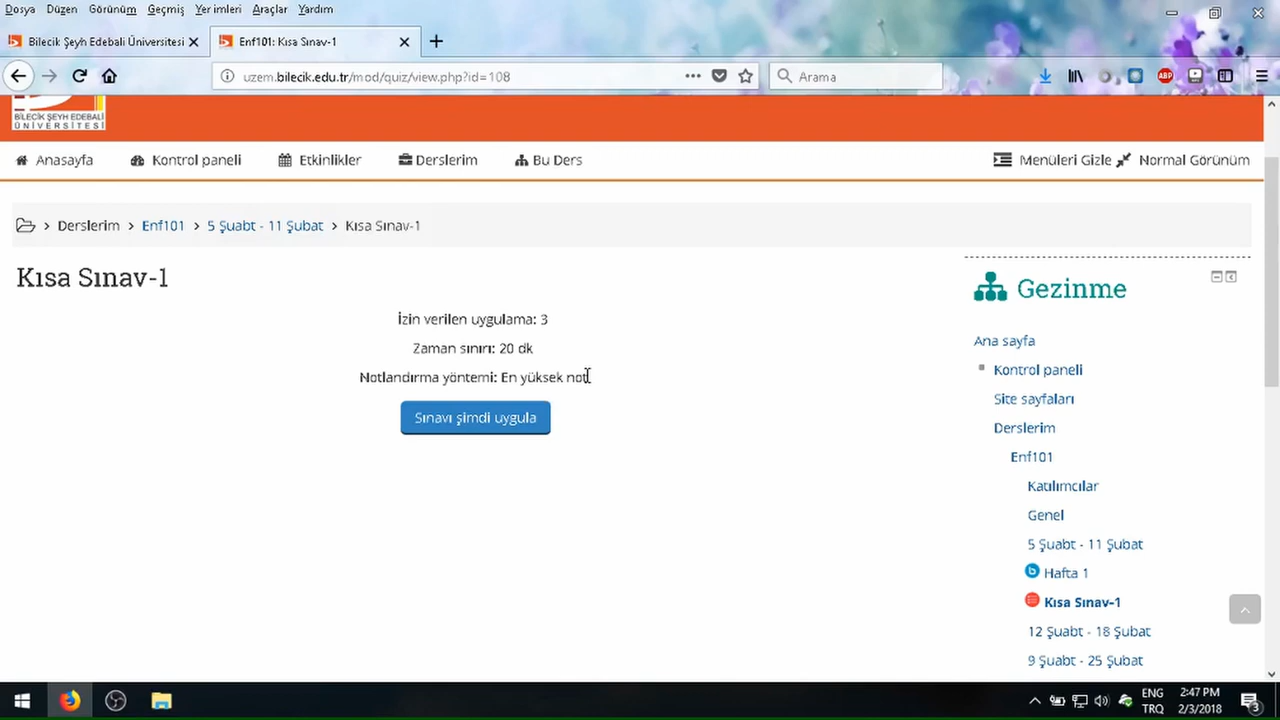 Dosya Düzen Görünüm Geçmiş Yer imleri Araçlar Yardım
Bilecik Şeyh Edebali Üniversitesi
Enf101: Kısa Sınav-1
uzem.bilecik.edu.tr/mod/quiz/view.php?id=108
Arama
ABP
BİLECİK ŞEYH EDEBALİ
ÜNİVERSİTESİ
Anasayfa Kontrol paneli Etkinlikler Derslerim Bu Ders Menüleri Gizle Normal Görünüm
Derslerim > Enf101 > 5 Şuabt - 11 Şubat > Kısa Sınav-1
Kısa Sınav-1
İzin verilen uygulama: 3
Zaman sınırı: 20 dk
Notlandırma yöntemi: En yüksek not
Sınavı şimdi uygula
Gezinme
Ana sayfa
Kontrol paneli
Site sayfaları
Derslerim
Enf101
Katılımcılar
Genel
5 Şuabt - 11 Şubat
Hafta 1
Kısa Sınav-1
12 Şuabt - 18 Şubat
9 Şubat - 25 Şubat
ENG
TRQ
2:47 PM
2/3/2018
3